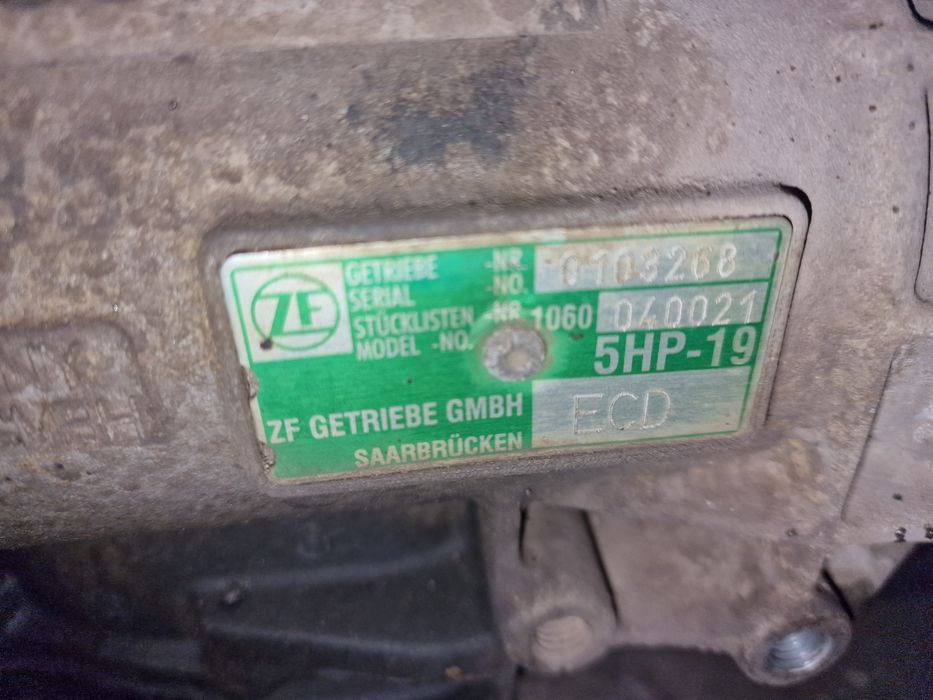 ZF
GETRIEBE -NR. 0103268
SERIAL -NO.
STÜCKLISTEN -NR. 1060 040021
MODEL -NO.
5HP-19
ZF GETRIEBE GMBH ECD
SAARBRÜCKEN